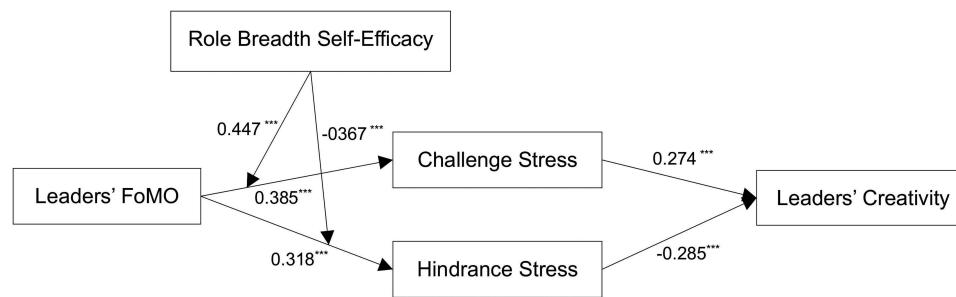 Role Breadth Self-Efficacy
0.447 ***
-0367 ***
Challenge Stress
0.274 ***
Leaders’ FoMO
0.385***
Leaders’ Creativity
0.318***
Hindrance Stress
-0.285***